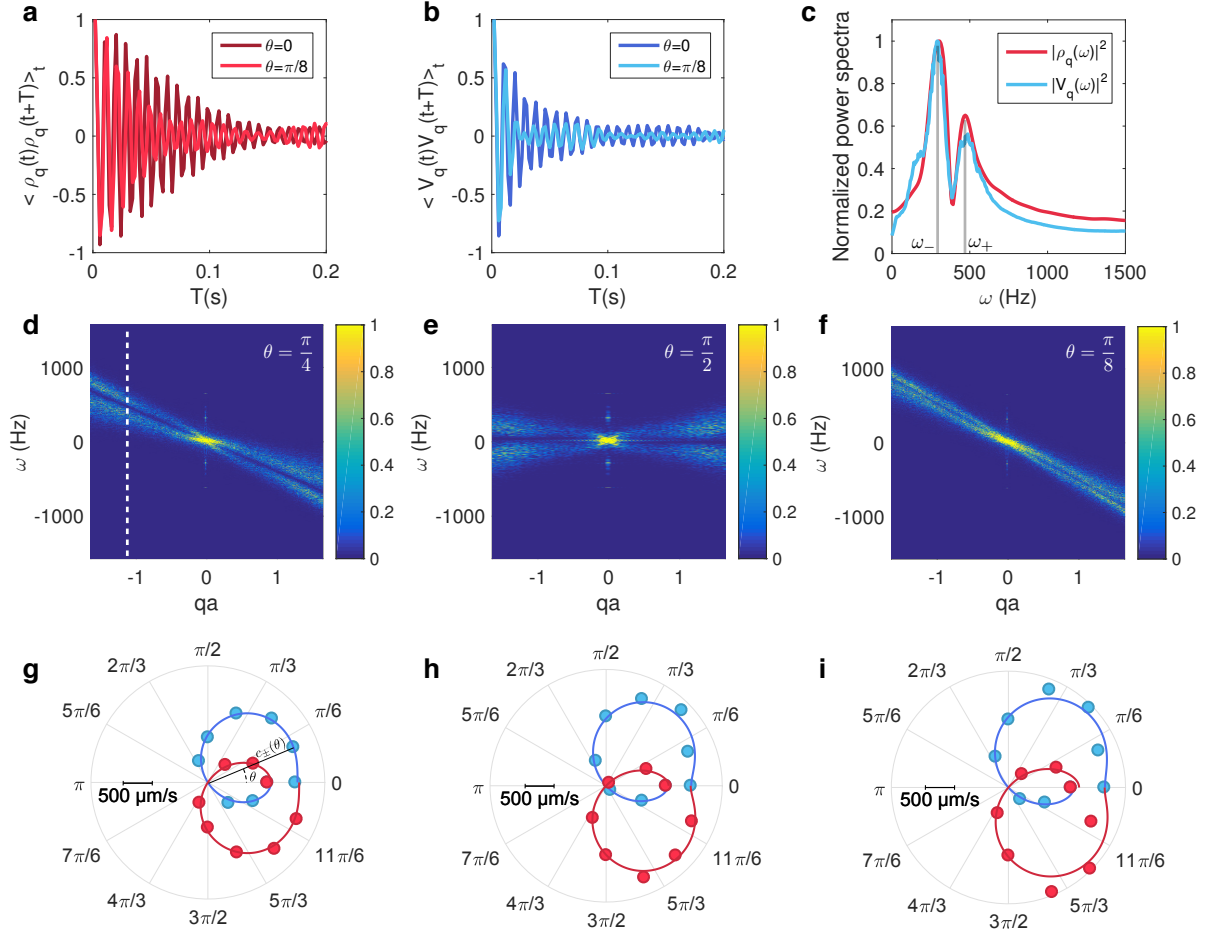 a
b
c
1
0.5
0
-0.5
-1
0
0.1
0.2
T(s)
< ρ_q(t)ρ_q(t+T)>_t
θ=0
θ=π/8
1
0.5
0
-0.5
-1
0
0.1
0.2
T(s)
< V_q(t)V_q(t+T)>_t
θ=0
θ=π/8
1
0.8
0.6
0.4
0.2
0
0
500
1000
1500
ω (Hz)
Normalized power spectra
|ρ_q(ω)|²
|V_q(ω)|²
ω₋
ω₊
d
e
f
θ = π/4
1000
0
-1000
ω (Hz)
-1
0
1
qa
1
0.8
0.6
0.4
0.2
0
θ = π/2
1000
0
-1000
ω (Hz)
-1
0
1
qa
1
0.8
0.6
0.4
0.2
0
θ = π/8
1000
0
-1000
ω (Hz)
-1
0
1
qa
1
0.8
0.6
0.4
0.2
0
g
π/2
2π/3
π/3
5π/6
π/6
π
0
7π/6
11π/6
4π/3
5π/3
3π/2
500 μm/s
c±(θ)
θ
h
π/2
2π/3
π/3
5π/6
π/6
π
0
7π/6
11π/6
4π/3
5π/3
3π/2
500 μm/s
i
π/2
2π/3
π/3
5π/6
π/6
π
0
7π/6
11π/6
4π/3
5π/3
3π/2
500 μm/s